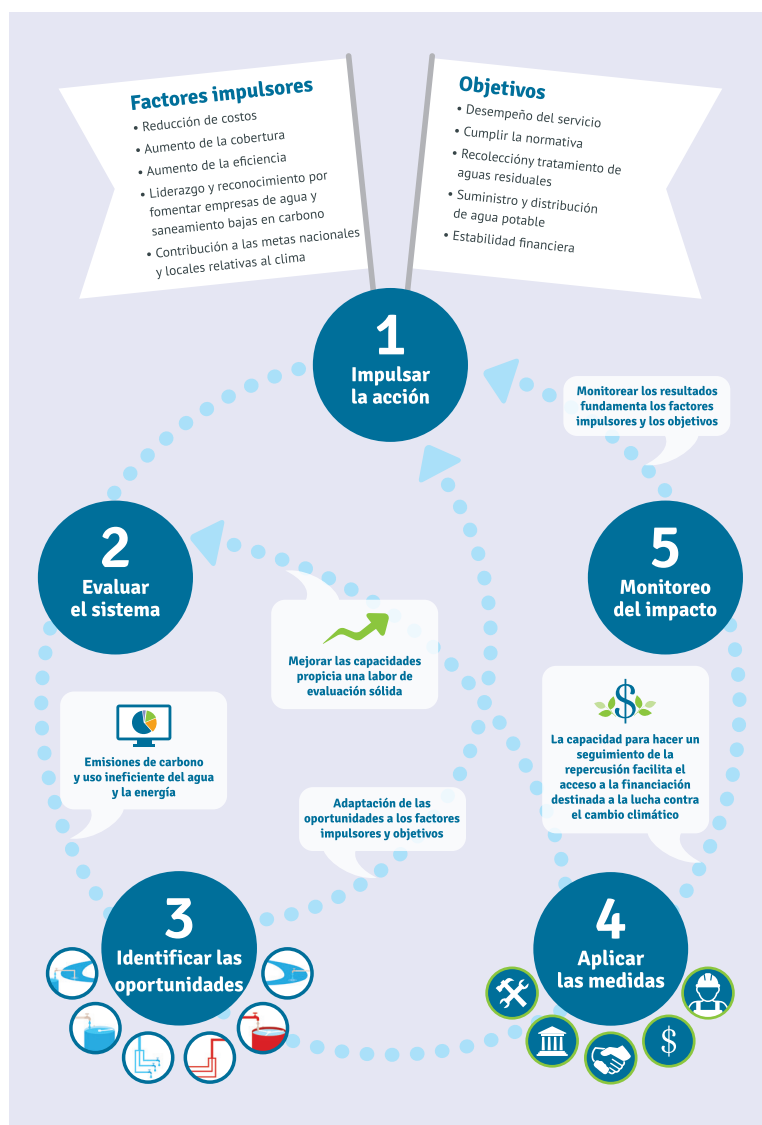 Factores impulsores
• Reducción de costos
• Aumento de la cobertura
• Aumento de la eficiencia
• Liderazgo y reconocimiento por
fomentar empresas de agua y
saneamiento bajas en carbono
• Contribución a las metas nacionales
y locales relativas al clima
Objetivos
• Desempeño del servicio
• Cumplir la normativa
• Recoleccióny tratamiento de
aguas residuales
• Suministro y distribución
de agua potable
• Estabilidad financiera
1
Impulsar
la acción
Monitorear los resultados
fundamenta los factores
impulsores y los objetivos
2
Evaluar
el sistema
5
Monitoreo
del impacto
Mejorar las capacidades
propicia una labor de
evaluación sólida
Emisiones de carbono
y uso ineficiente del agua
y la energía
$
La capacidad para hacer un
seguimiento de la
repercusión facilita el
acceso a la financiación
destinada a la lucha contra
el cambio climático
Adaptación de las
oportunidades a los factores
impulsores y objetivos
3
Identificar las
oportunidades
4
Aplicar
las medidas
$